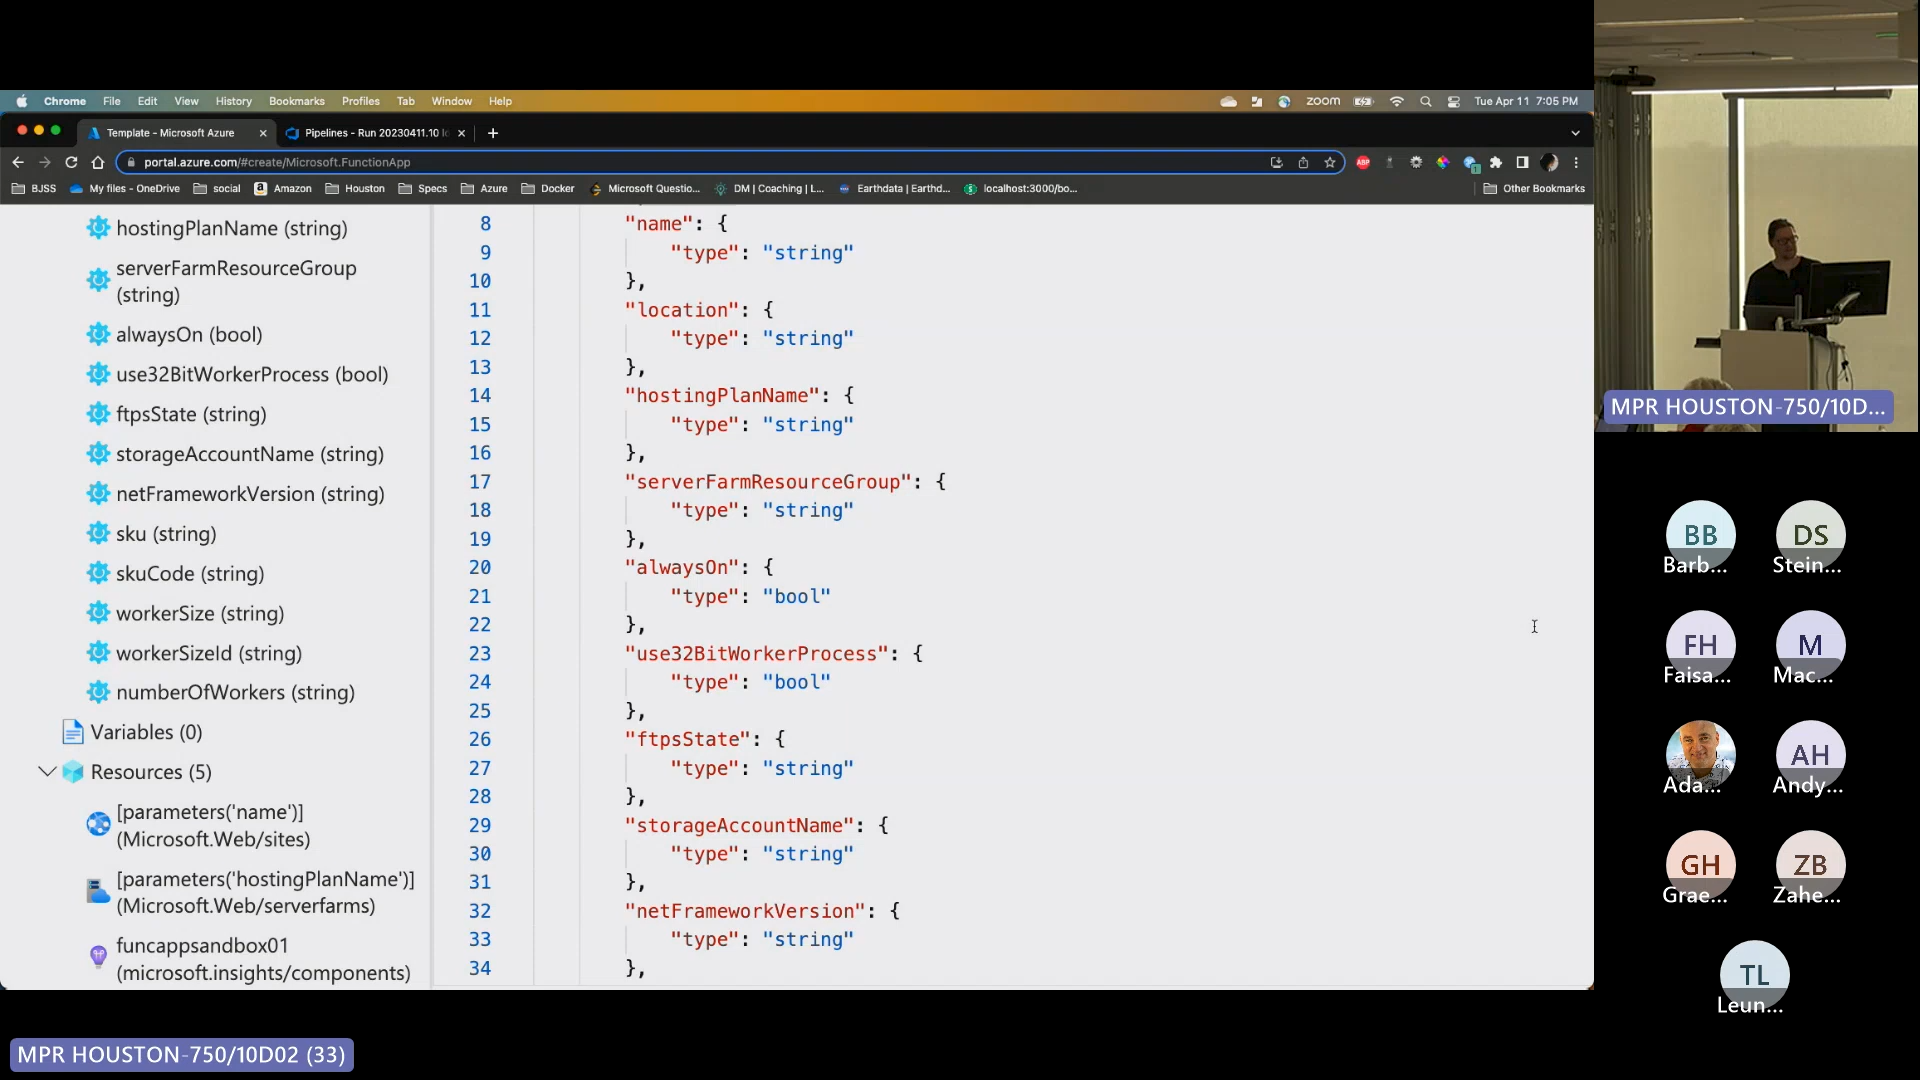 Chrome File Edit View History Bookmarks Profiles Tab Window Help zoom Tue Apr 11 7:05 PM
Template - Microsoft Azure
Pipelines - Run 20230411.10
portal.azure.com/#create/Microsoft.FunctionApp
ABP
1
BJSS My files - OneDrive social Amazon Houston Specs Azure Docker Microsoft Questio... DM | Coaching | L... Earthdata | Earthd... localhost:3000/bo... Other Bookmarks
hostingPlanName (string)
serverFarmResourceGroup
(string)
alwaysOn (bool)
use32BitWorkerProcess (bool)
ftpsState (string)
storageAccountName (string)
netFrameworkVersion (string)
sku (string)
skuCode (string)
workerSize (string)
workerSizeId (string)
numberOfWorkers (string)
Variables (0)
Resources (5)
[parameters('name')]
(Microsoft.Web/sites)
[parameters('hostingPlanName')]
(Microsoft.Web/serverfarms)
funcappsandbox01
(microsoft.insights/components)
8 "name": {
9 "type": "string"
10 },
11 "location": {
12 "type": "string"
13 },
14 "hostingPlanName": {
15 "type": "string"
16 },
17 "serverFarmResourceGroup": {
18 "type": "string"
19 },
20 "alwaysOn": {
21 "type": "bool"
22 },
23 "use32BitWorkerProcess": {
24 "type": "bool"
25 },
26 "ftpsState": {
27 "type": "string"
28 },
29 "storageAccountName": {
30 "type": "string"
31 },
32 "netFrameworkVersion": {
33 "type": "string"
34 },
MPR HOUSTON-750/10D...
BB
Barb...
DS
Stein...
FH
Faisa...
M
Mac...
Ada...
AH
Andy...
GH
Grae...
ZB
Zahe...
TL
Leun...
MPR HOUSTON-750/10D02 (33)